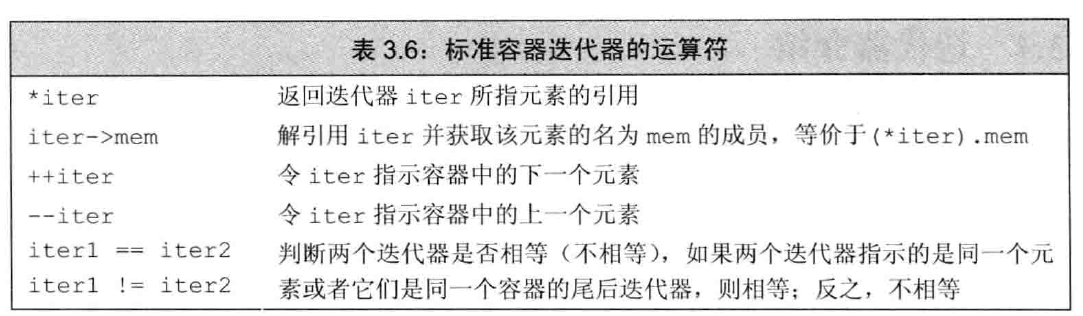 表 3.6：标准容器迭代器的运算符
*iter 返回迭代器 iter 所指元素的引用
iter->mem 解引用 iter 并获取该元素的名为 mem 的成员，等价于(*iter).mem
++iter 令 iter 指示容器中的下一个元素
--iter 令 iter 指示容器中的上一个元素
iter1 == iter2 判断两个迭代器是否相等（不相等），如果两个迭代器指示的是同一个元
iter1 != iter2 素或者它们是同一个容器的尾后迭代器，则相等；反之，不相等